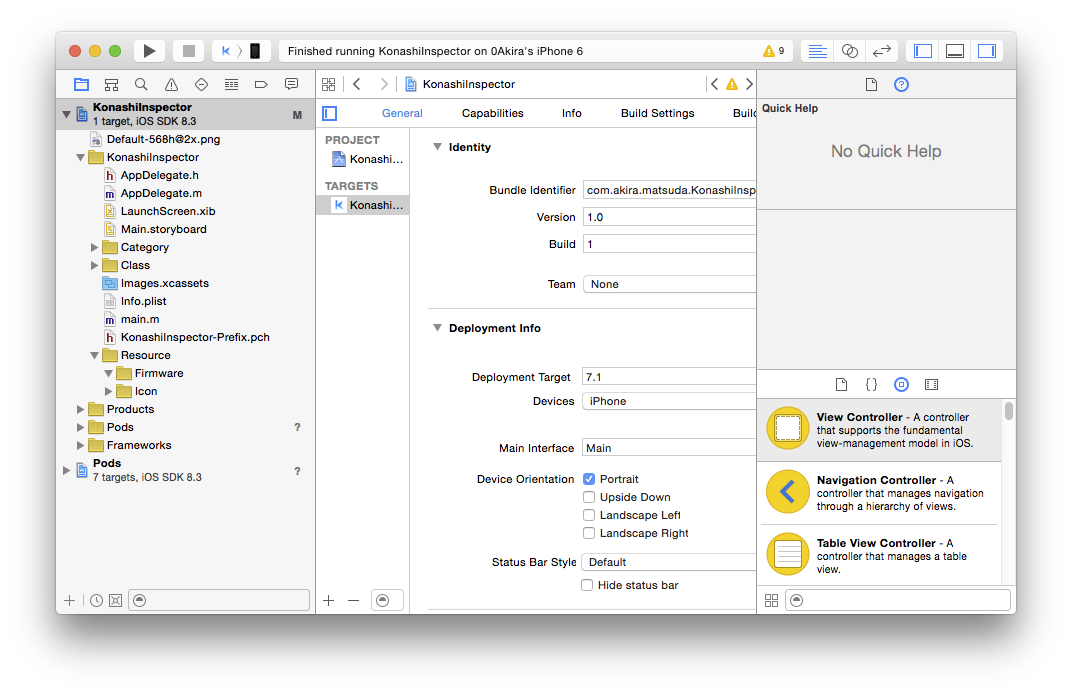 Finished running KonashiInspector on 0Akira's iPhone 6
9
KonashiInspector
1 target, iOS SDK 8.3
M
Default-568h@2x.png
KonashiInspector
AppDelegate.h
AppDelegate.m
LaunchScreen.xib
Main.storyboard
Category
Class
Images.xcassets
Info.plist
main.m
KonashiInspector-Prefix.pch
Resource
Firmware
Icon
Products
Pods
?
Frameworks
Pods
7 targets, iOS SDK 8.3
?
KonashiInspector
General
Capabilities
Info
Build Settings
Build
PROJECT
Konashi...
TARGETS
Konashi...
Identity
Bundle Identifier
com.akira.matsuda.KonashiInsp
Version
1.0
Build
1
Team
None
Deployment Info
Deployment Target
7.1
Devices
iPhone
Main Interface
Main
Device Orientation
Portrait
Upside Down
Landscape Left
Landscape Right
Status Bar Style
Default
Hide status bar
Quick Help
No Quick Help
View Controller - A controller
that supports the fundamental
view-management model in iOS.
Navigation Controller - A
controller that manages navigation
through a hierarchy of views.
Table View Controller - A
controller that manages a table
view.